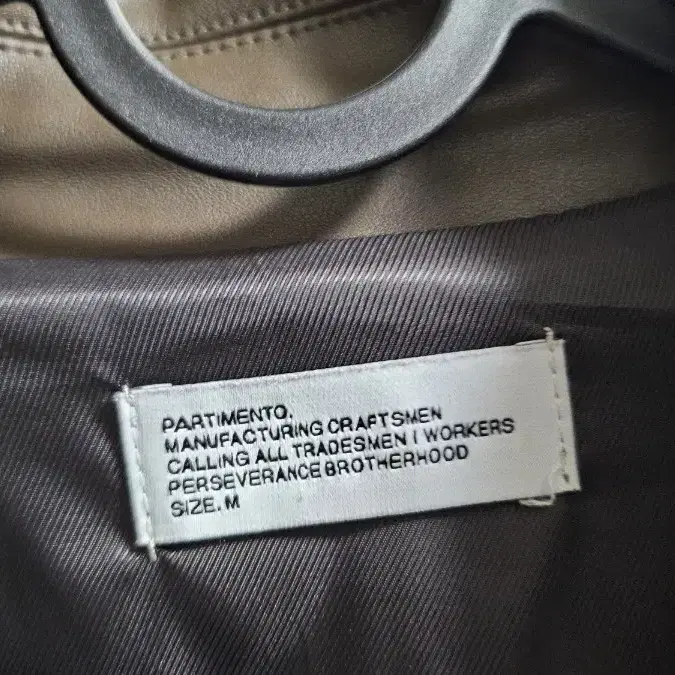 PARTIMENTO.
MANUFACTURING CRAFTSMEN
CALLING ALL TRADESMEN I WORKERS
PERSEVERANCE BROTHERHOOD
SIZE. M